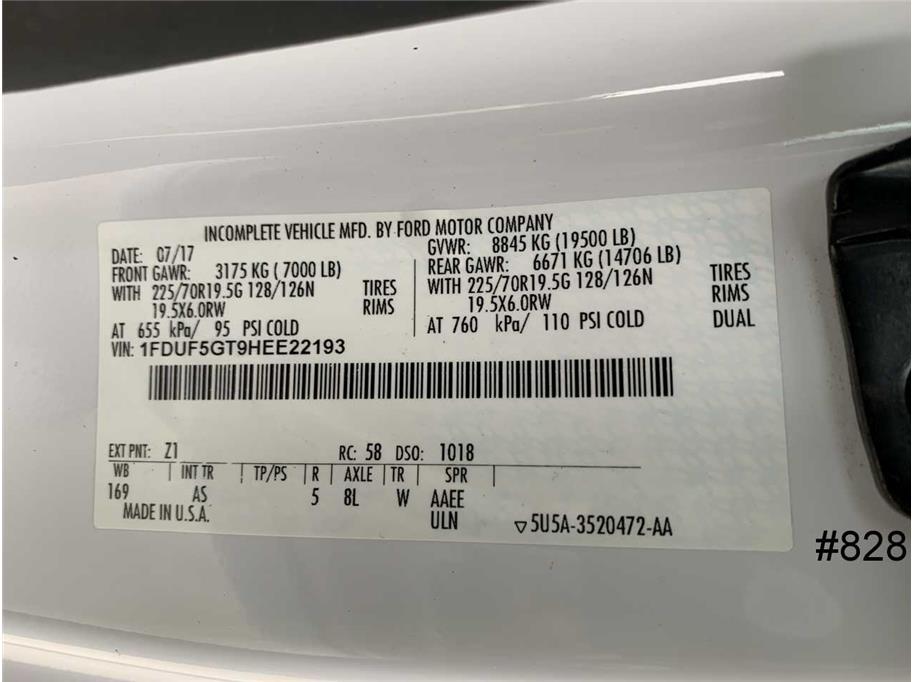 INCOMPLETE VEHICLE MFD. BY FORD MOTOR COMPANY
DATE: 07/17 GVWR: 8845 KG (19500 LB)
FRONT GAWR: 3175 KG ( 7000 LB) REAR GAWR: 6671 KG (14706 LB)
WITH 225/70R19.5G 128/126N TIRES WITH 225/70R19.5G 128/126N TIRES
19.5X6.0RW RIMS 19.5X6.0RW RIMS
AT 655 kPa/ 95 PSI COLD AT 760 kPa/ 110 PSI COLD DUAL
VIN: 1FDUF5GT9HEE22193
EXT PNT: Z1 RC: 58 DSO: 1018
WB INT TR TP/PS R AXLE TR SPR
169 AS 5 8L W AAEE
MADE IN U.S.A. ULN ▽5U5A-3520472-AA
#828